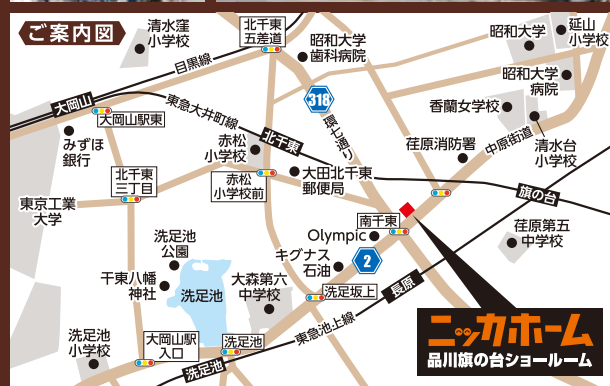 ご案内図
清水窪
小学校
北千束
五差道
昭和大学
歯科病院
昭和大学
延山
小学校
目黒線
昭和大学
病院
大岡山
318
香蘭女学校
大岡山駅東
東急大井町線
環七通り
中原街道
清水台
小学校
みずほ
銀行
赤松
小学校
北千束
荏原消防署
北千束
三丁目
赤松
小学校前
大田北千束
郵便局
旗の台
東京工業
大学
南千束
洗足池
公園
Olympic
荏原第五
中学校
キグナス
石油
2
千束八幡
神社
洗足池
大森第六
中学校
洗足坂上
長原
東急池上線
洗足池
小学校
大岡山駅
入口
洗足池
洗足池
ニッカホーム
品川旗の台ショールーム